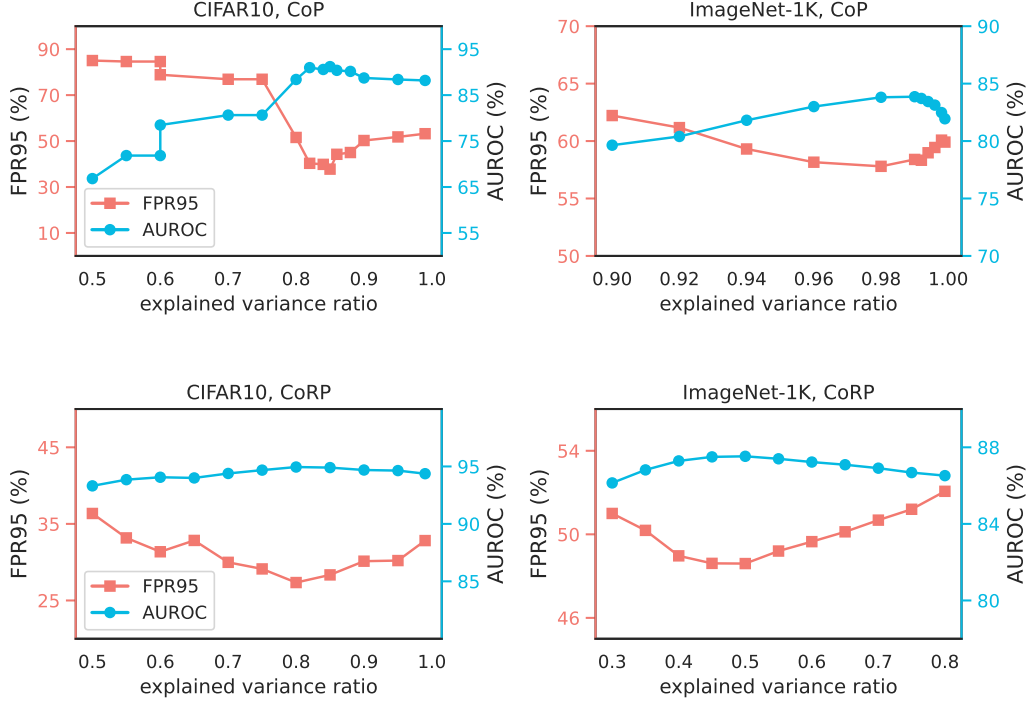 CIFAR10, CoP
FPR95 (%)
90
70
50
30
10
95
85
75
65
55
AUROC (%)
FPR95
AUROC
0.5 0.6 0.7 0.8 0.9 1.0
explained variance ratio
ImageNet-1K, CoP
FPR95 (%)
70
65
60
55
50
90
85
80
75
70
AUROC (%)
0.90 0.92 0.94 0.96 0.98 1.00
explained variance ratio
CIFAR10, CoRP
FPR95 (%)
45
35
25
95
90
85
AUROC (%)
FPR95
AUROC
0.5 0.6 0.7 0.8 0.9 1.0
explained variance ratio
ImageNet-1K, CoRP
FPR95 (%)
54
50
46
88
84
80
AUROC (%)
0.3 0.4 0.5 0.6 0.7 0.8
explained variance ratio